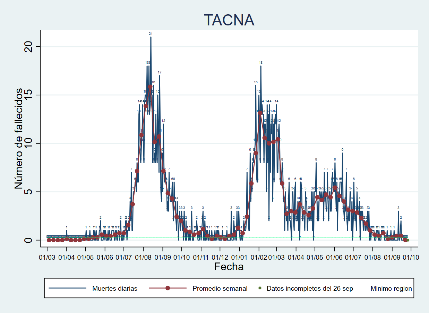 TACNA
Número de fallecidos
20
15
10
5
0
01/03 01/04 01/05 01/06 01/07 01/08 01/09 01/10 01/11 01/12 01/01 01/02 01/03 01/04 01/05 01/06 01/07 01/08 01/09 01/10
Fecha
Muertes diarias Promedio semanal Datos incompletos del 26 sep Minimo region